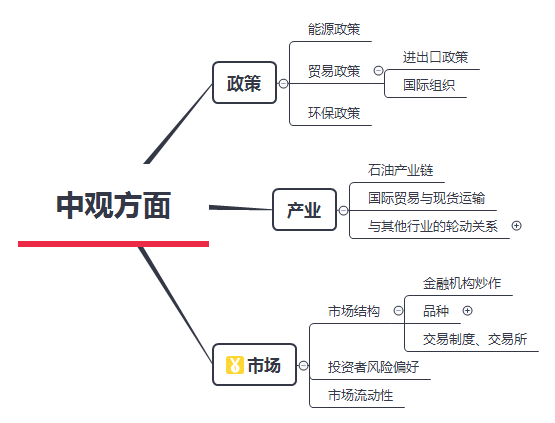 能源政策
进出口政策
贸易政策
政策
国际组织
环保政策
石油产业链
中观方面
国际贸易与现货运输
产业
与其他行业的轮动关系
金融机构炒作
市场结构
品种
交易制度、交易所
市场
投资者风险偏好
市场流动性